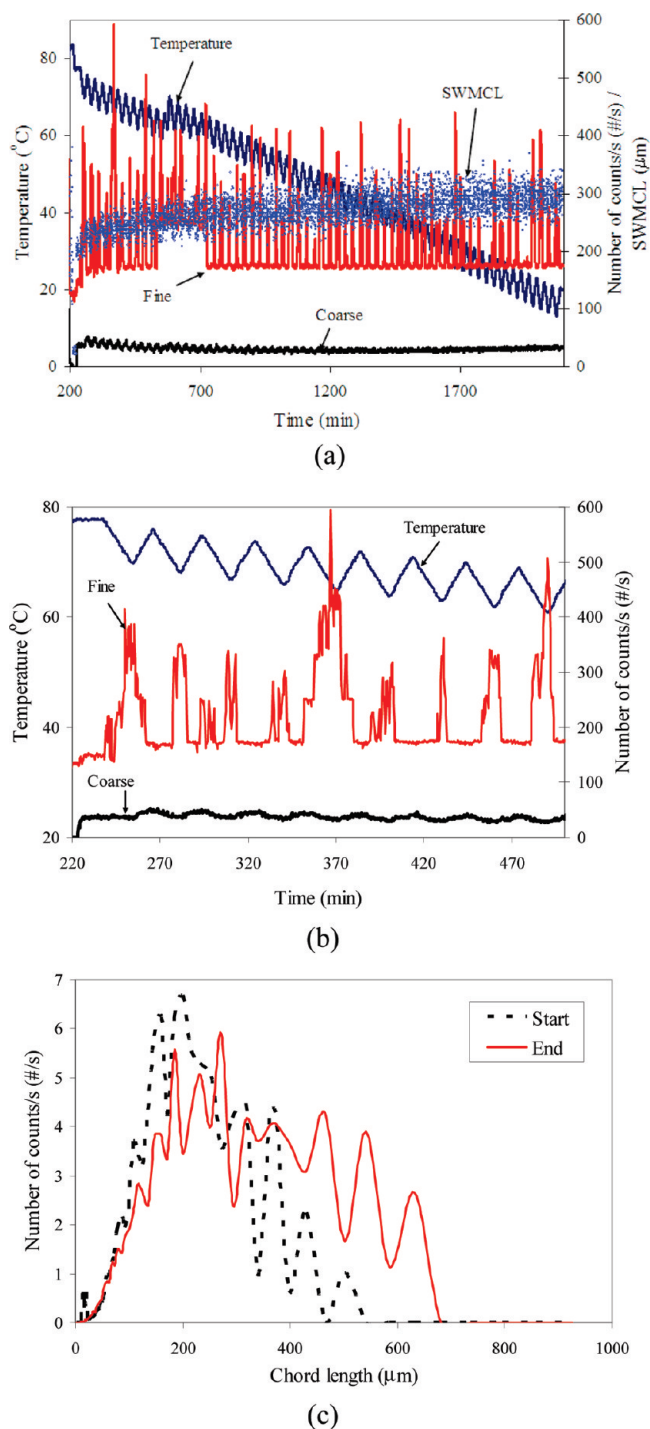 Temperature
SWMCL
Fine
Coarse
80
60
40
20
0
600
500
400
300
200
100
0
200
700
1200
1700
Temperature (°C)
Number of counts/s (#/s) /
SWMCL (μm)
Time (min)
(a)
Temperature
Fine
Coarse
80
60
40
20
600
500
400
300
200
100
0
220
270
320
370
420
470
Temperature (°C)
Number of counts/s (#/s)
Time (min)
(b)
Start
End
7
6
5
4
3
2
1
0
0
200
400
600
800
1000
Number of counts/s (#/s)
Chord length (μm)
(c)